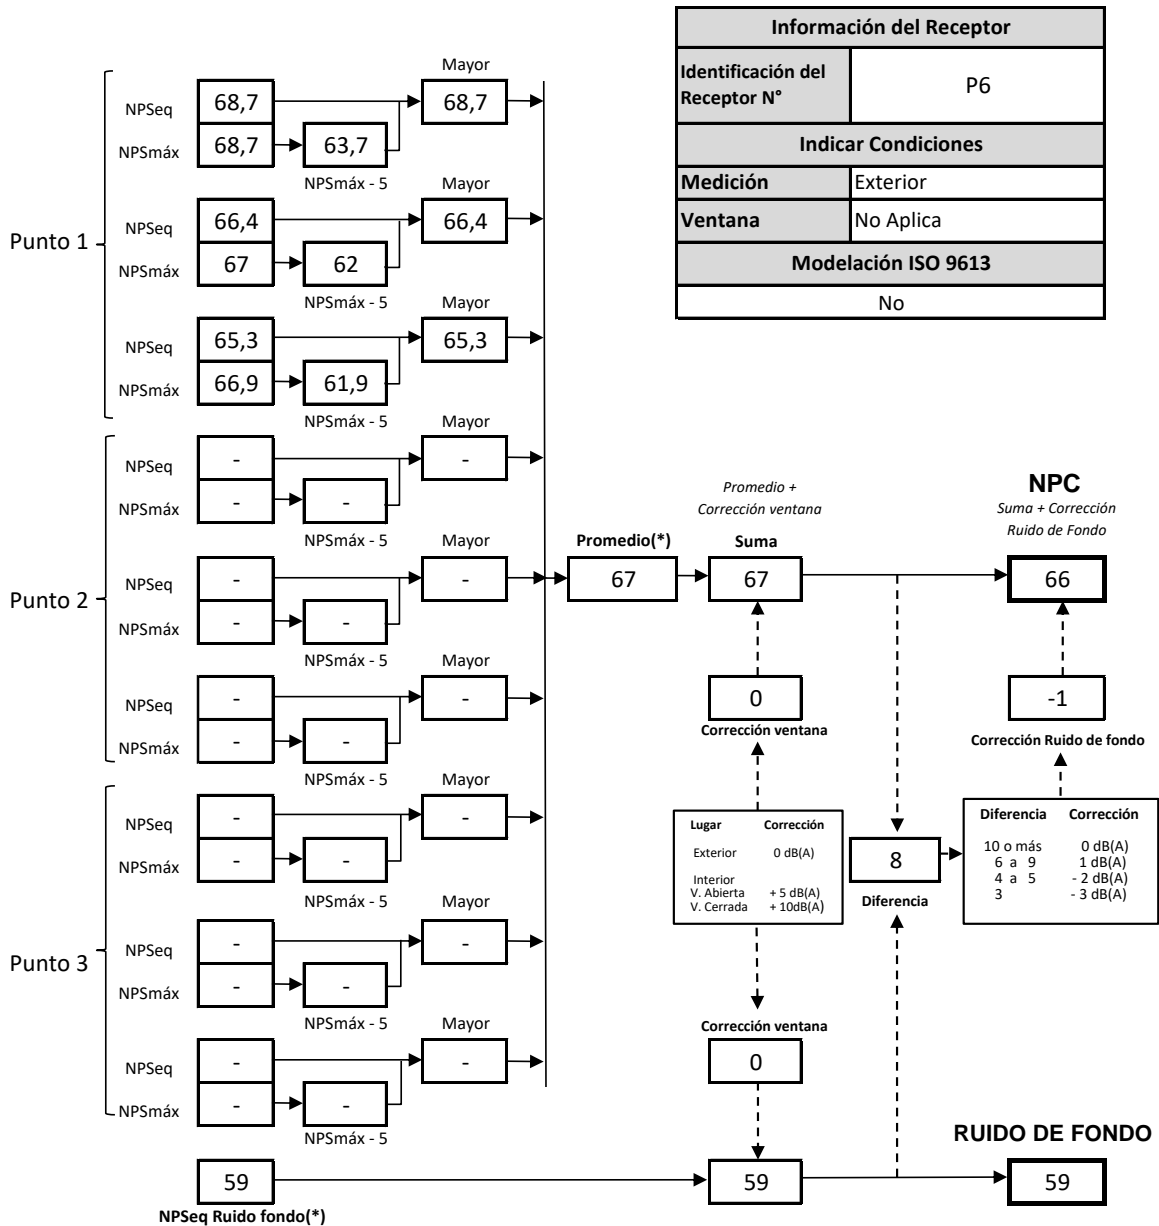 Información del Receptor
Identificación del
Receptor N°
P6
Indicar Condiciones
Medición
Exterior
Ventana
No Aplica
Modelación ISO 9613
No
Punto 1
Mayor
NPSeq
68,7
68,7
NPSmáx
68,7
63,7
NPSmáx - 5
Mayor
NPSeq
66,4
66,4
NPSmáx
67
62
NPSmáx - 5
Mayor
NPSeq
65,3
65,3
NPSmáx
66,9
61,9
NPSmáx - 5
Punto 2
Mayor
NPSeq
-
-
NPSmáx
-
-
NPSmáx - 5
Mayor
NPSeq
-
-
NPSmáx
-
-
NPSmáx - 5
Mayor
NPSeq
-
-
NPSmáx
-
-
NPSmáx - 5
Punto 3
Mayor
NPSeq
-
-
NPSmáx
-
-
NPSmáx - 5
Mayor
NPSeq
-
-
NPSmáx
-
-
NPSmáx - 5
Mayor
NPSeq
-
-
NPSmáx
-
-
NPSmáx - 5
Promedio(*)
67
Promedio +
Corrección ventana
Suma
67
NPC
Suma + Corrección
Ruido de Fondo
66
0
Corrección ventana
-1
Corrección Ruido de fondo
Lugar Corrección
Exterior 0 dB(A)
Interior
V. Abierta + 5 dB(A)
V. Cerrada + 10dB(A)
8
Diferencia
Diferencia Corrección
10 o más 0 dB(A)
6 a 9 1 dB(A)
4 a 5 - 2 dB(A)
3 - 3 dB(A)
Corrección ventana
0
RUIDO DE FONDO
59
59
59
NPSeq Ruido fondo(*)